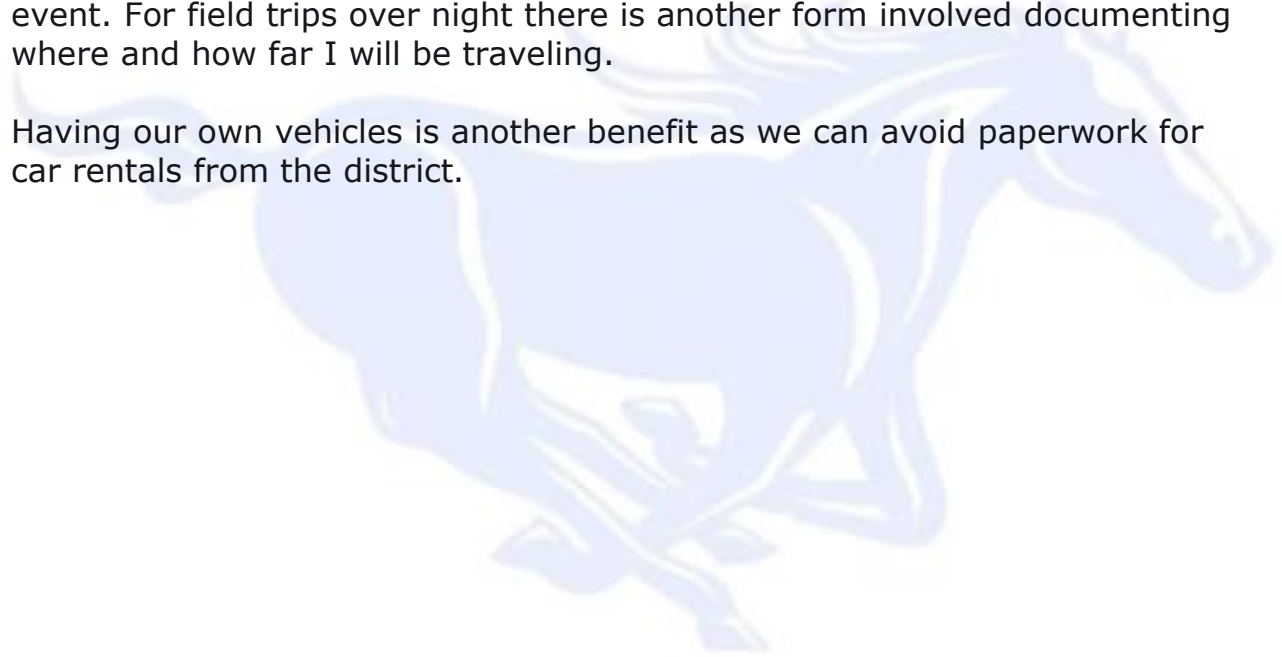 event. For field trips over night there is another form involved documenting
where and how far I will be traveling.
Having our own vehicles is another benefit as we can avoid paperwork for
car rentals from the district.